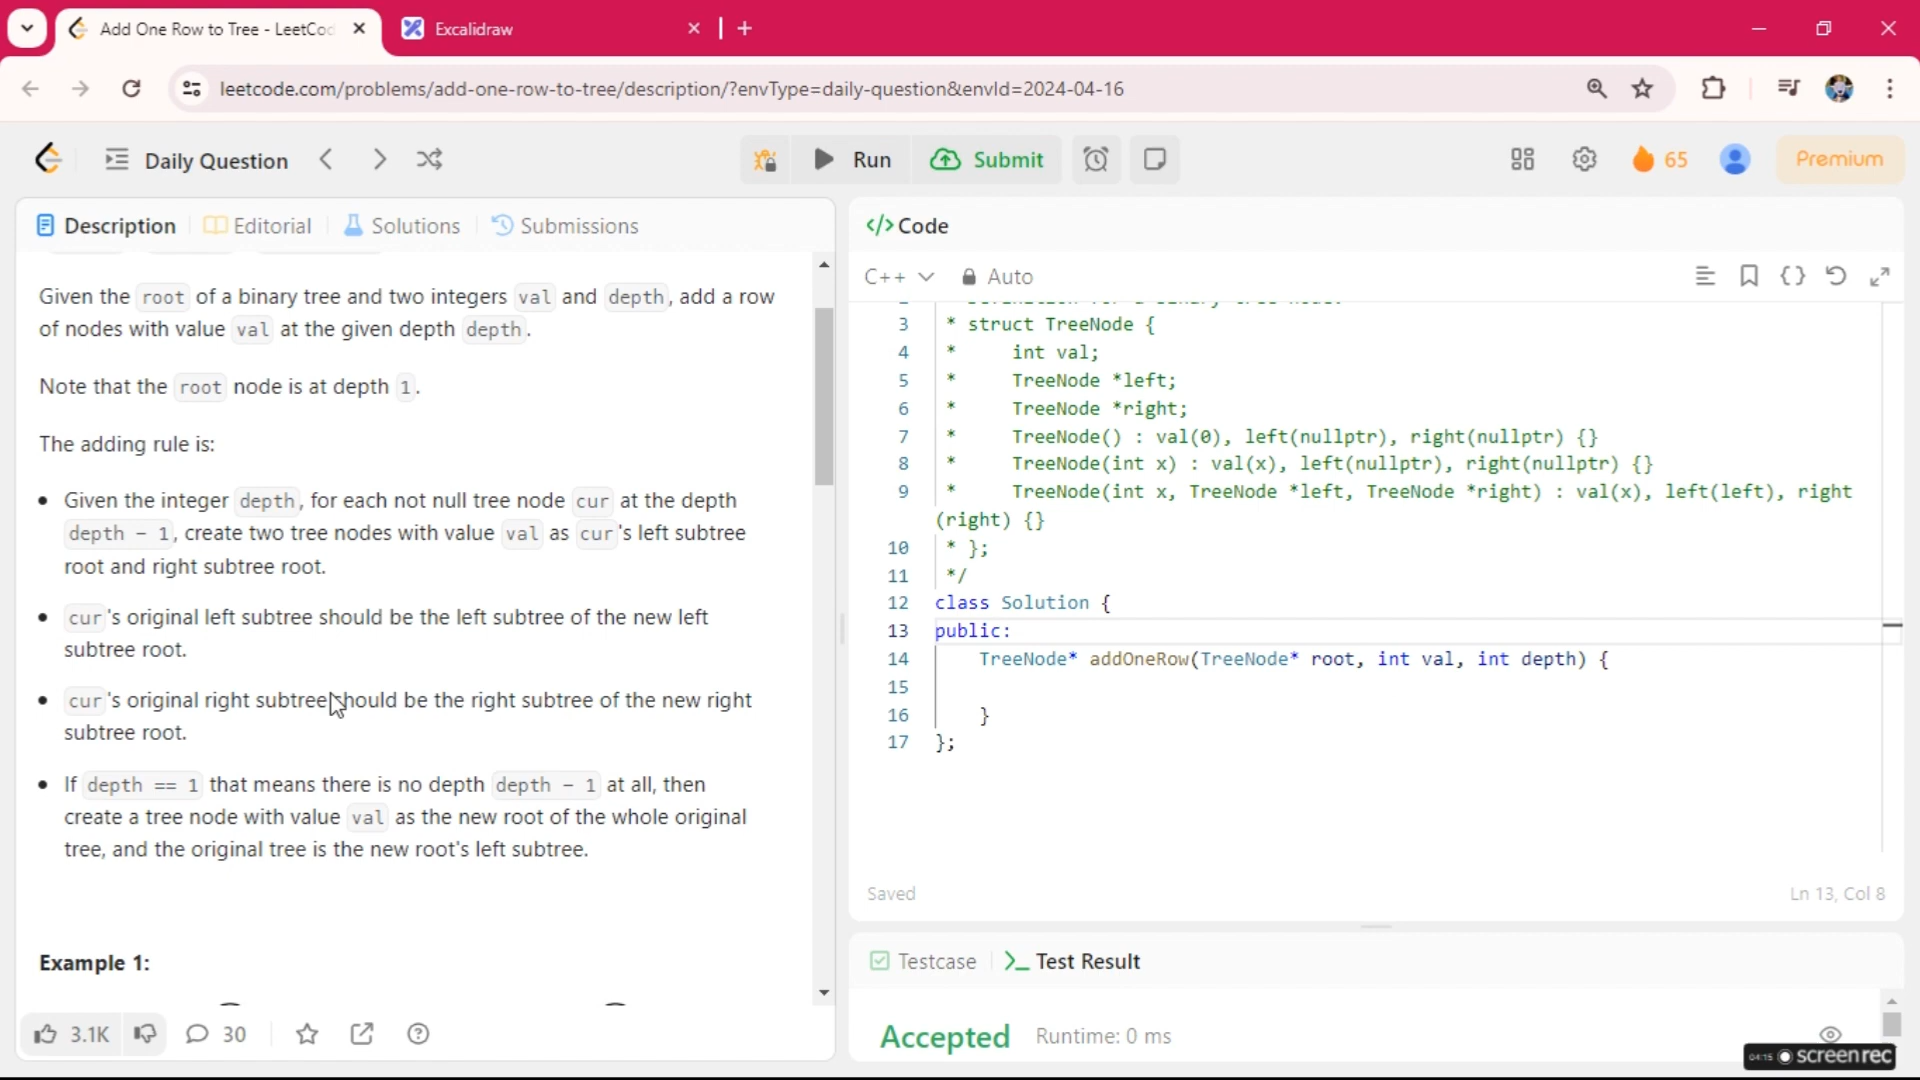 Add One Row to Tree - LeetCod
Excalidraw
leetcode.com/problems/add-one-row-to-tree/description/?envType=daily-question&envId=2024-04-16
Daily Question
Run
Submit
65
Premium
Description
Editorial
Solutions
Submissions
Given the root of a binary tree and two integers val and depth, add a row
of nodes with value val at the given depth depth.
Note that the root node is at depth 1.
The adding rule is:
• Given the integer depth, for each not null tree node cur at the depth
depth - 1, create two tree nodes with value val as cur's left subtree
root and right subtree root.
• cur's original left subtree should be the left subtree of the new left
subtree root.
• cur's original right subtree should be the right subtree of the new right
subtree root.
• If depth == 1 that means there is no depth depth - 1 at all, then
create a tree node with value val as the new root of the whole original
tree, and the original tree is the new root's left subtree.
Example 1:
3.1K
30
</> Code
C++
Auto
3 * struct TreeNode {
4 *     int val;
5 *     TreeNode *left;
6 *     TreeNode *right;
7 *     TreeNode() : val(0), left(nullptr), right(nullptr) {}
8 *     TreeNode(int x) : val(x), left(nullptr), right(nullptr) {}
9 *     TreeNode(int x, TreeNode *left, TreeNode *right) : val(x), left(left), right
(right) {}
10 * };
11 */
12 class Solution {
13 public:
14     TreeNode* addOneRow(TreeNode* root, int val, int depth) {
15
16     }
17 };
Saved
Ln 13, Col 8
Testcase
Test Result
Accepted
Runtime: 0 ms
04:15
screenrec